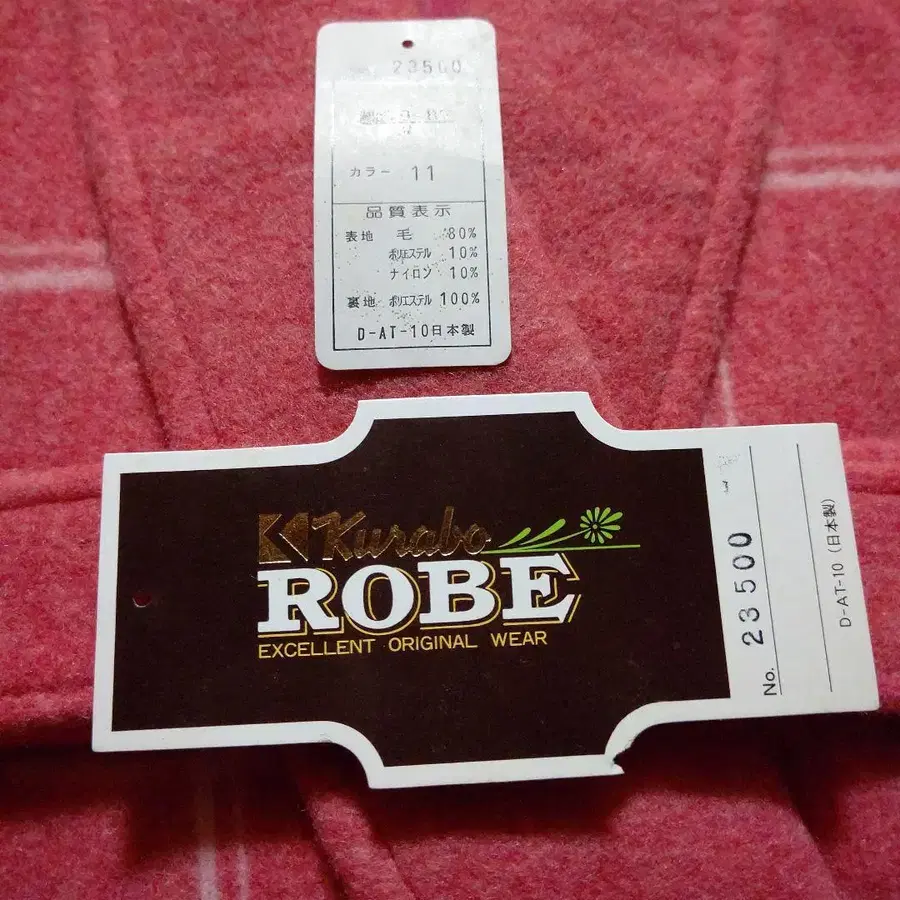 23500
カラー 11
品質表示
表地 毛 80%
ポリエステル 10%
ナイロン 10%
裏地 ポリエステル 100%
D-AT-10日本製
Kurabo
ROBE
EXCELLENT ORIGINAL WEAR
No. 23500
D-AT-10 (日本製)